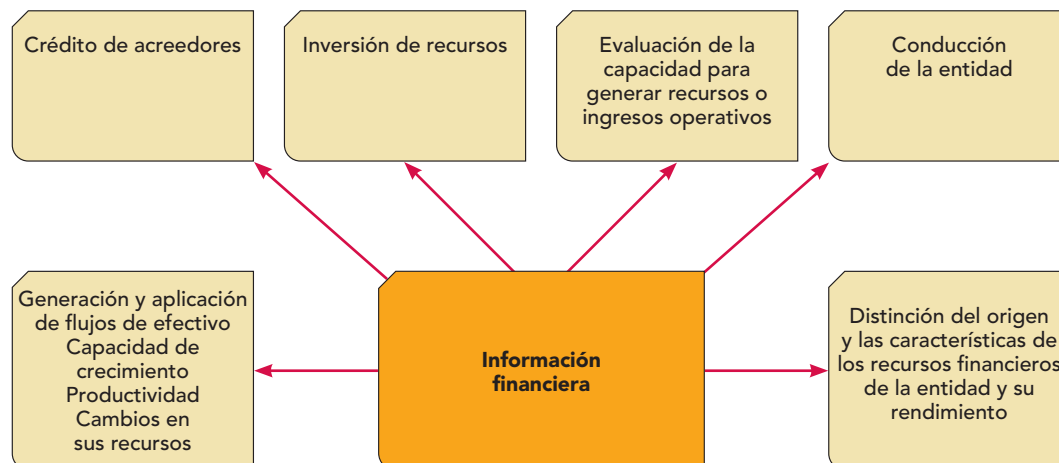 Crédito de acreedores
Inversión de recursos
Evaluación de la
capacidad para
generar recursos o
ingresos operativos
Conducción
de la entidad
Generación y aplicación
de flujos de efectivo
Capacidad de
crecimiento
Productividad
Cambios en
sus recursos
Información
financiera
Distinción del origen
y las características de
los recursos financieros
de la entidad y su
rendimiento